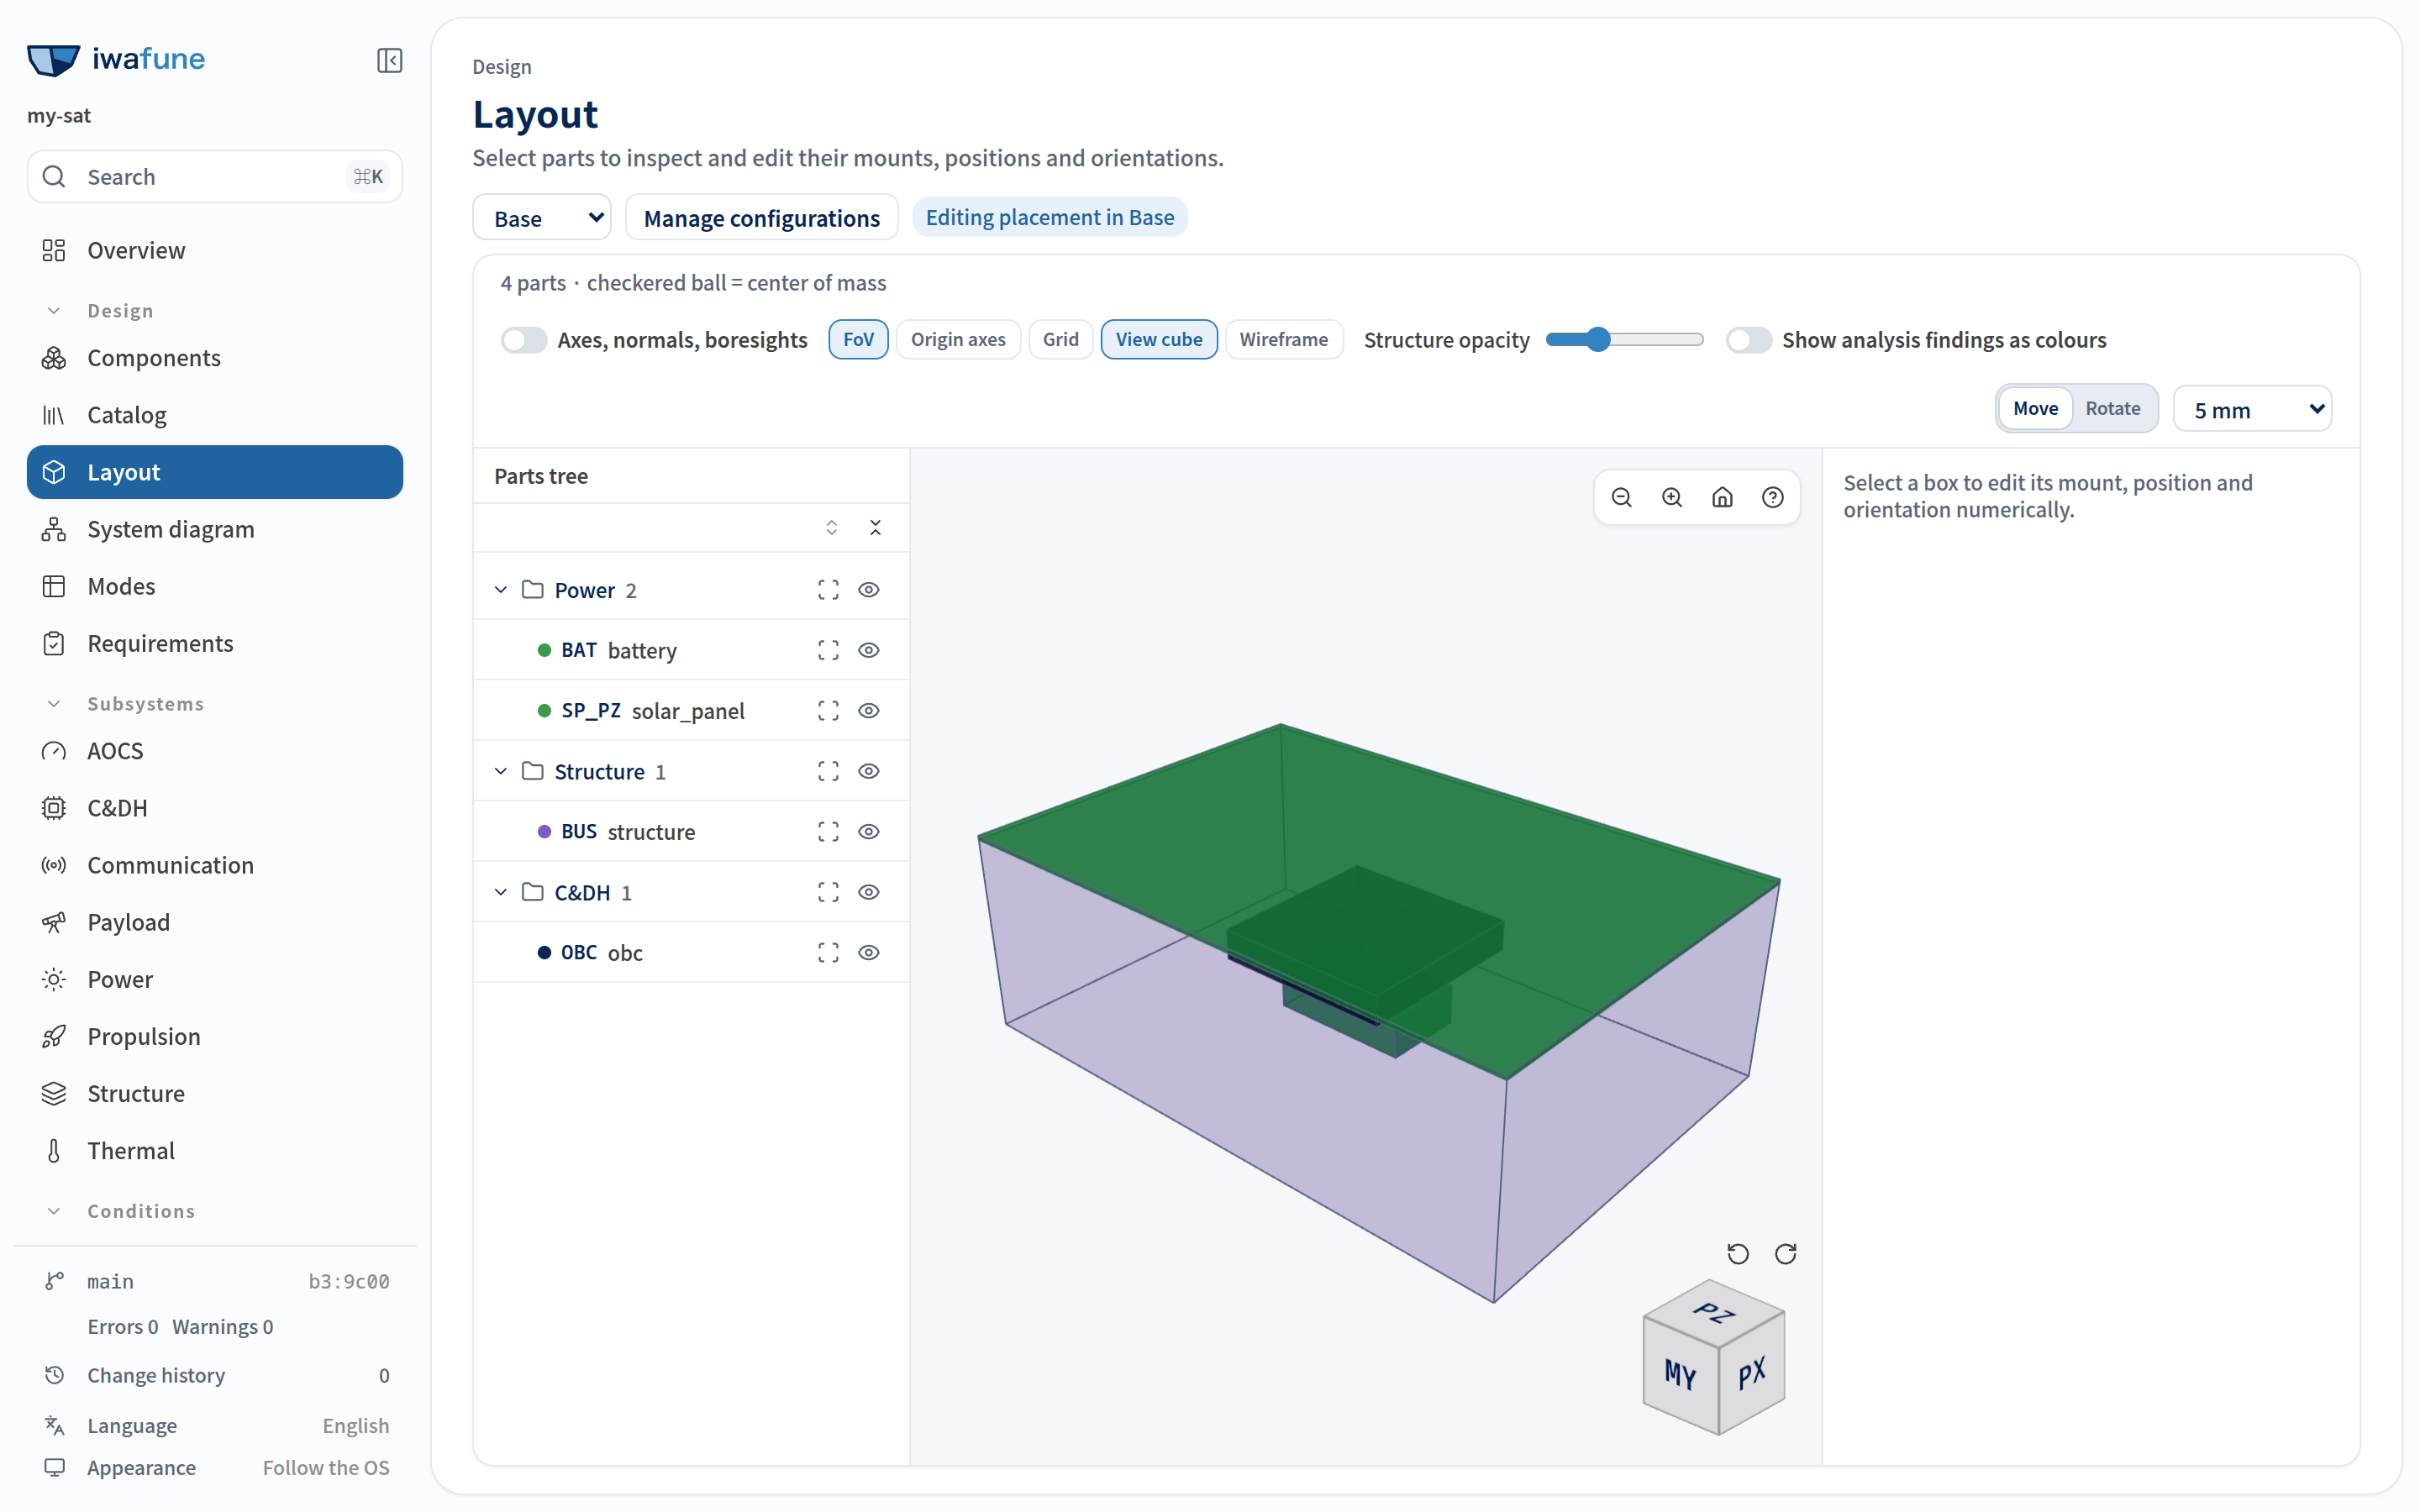 iwafune
my-sat
Search ⌘K
Overview
Design
Components
Catalog
Layout
System diagram
Modes
Requirements
Subsystems
AOCS
C&DH
Communication
Payload
Power
Propulsion
Structure
Thermal
Conditions
main b3:9c00
Errors 0 Warnings 0
Change history 0
Language English
Appearance Follow the OS
Design
Layout
Select parts to inspect and edit their mounts, positions and orientations.
Base Manage configurations Editing placement in Base
4 parts · checkered ball = center of mass
Axes, normals, boresights FoV Origin axes Grid View cube Wireframe Structure opacity Show analysis findings as colours
Move Rotate 5 mm
Parts tree
Power 2
BAT battery
SP_PZ solar_panel
Structure 1
BUS structure
C&DH 1
OBC obc
PZ
MY PX
Select a box to edit its mount, position and
orientation numerically.